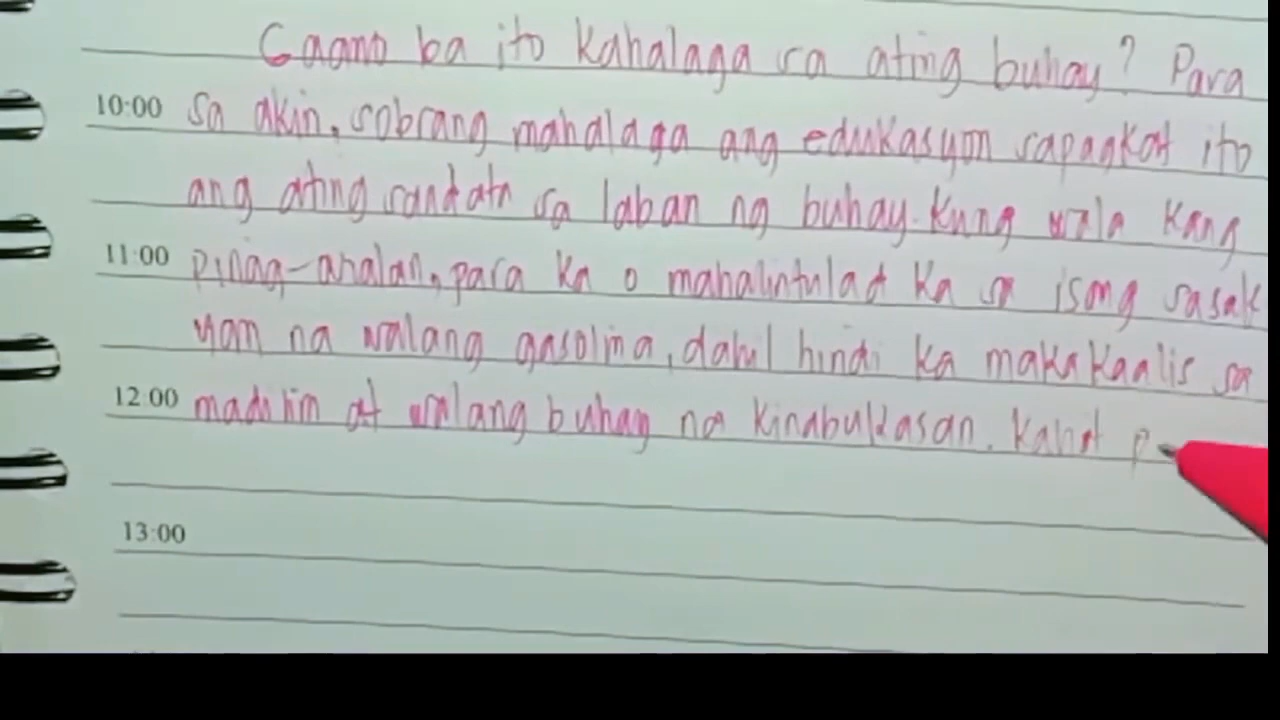 Gaano ba ito kahalaga sa ating buhay? Para
10:00 sa akin, sobrang mahalaga ang edukasyon sapagkat ito
ang ating sandata sa laban ng buhay. Kung wala kang
11:00 pinag-aralan, para ka o mahalintulad ka sa isang sasak
yan na walang gasolina, dahil hindi ka makakaalis sa
12:00 madilim at walang buhay na kinabukasan. Kahit p
13:00